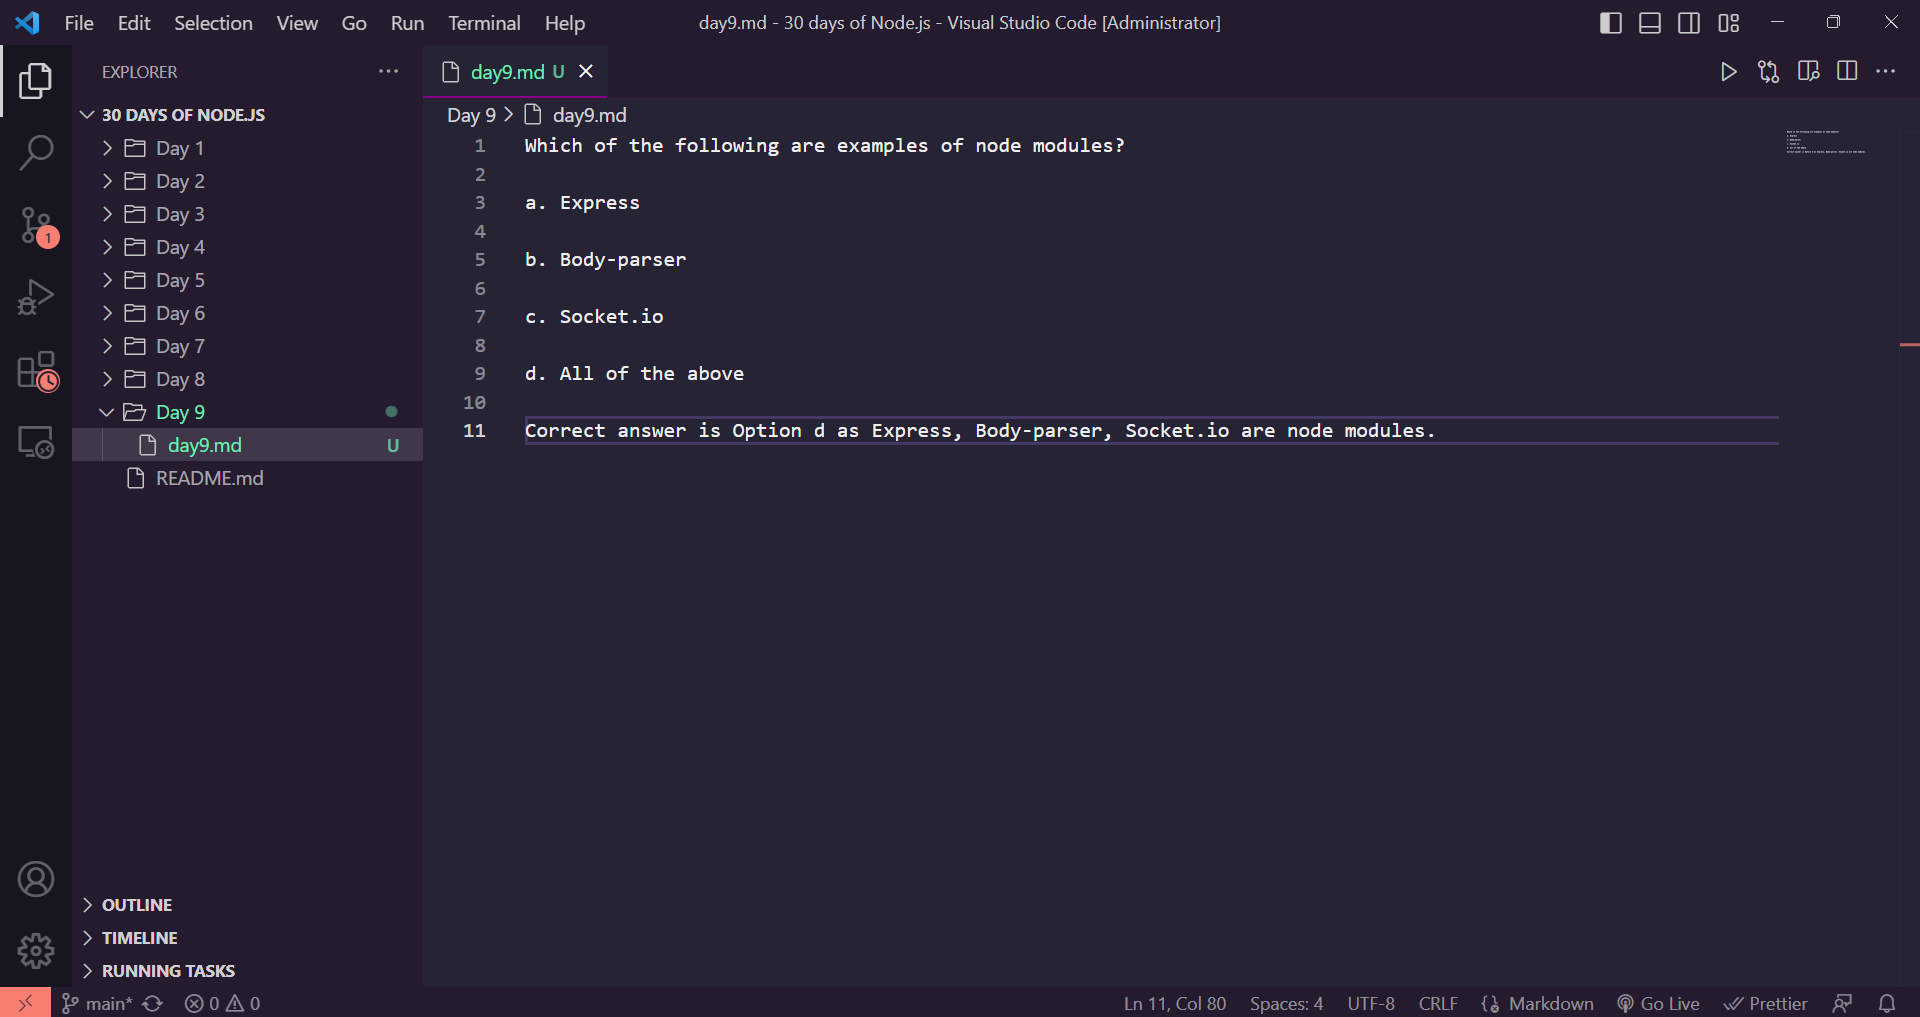 File Edit Selection View Go Run Terminal Help
day9.md - 30 days of Node.js - Visual Studio Code [Administrator]
EXPLORER
30 DAYS OF NODE.JS
Day 1
Day 2
Day 3
Day 4
Day 5
Day 6
Day 7
Day 8
Day 9
day9.md U
README.md
OUTLINE
TIMELINE
RUNNING TASKS
1
day9.md U
Day 9 > day9.md
1 Which of the following are examples of node modules?
2
3 a. Express
4
5 b. Body-parser
6
7 c. Socket.io
8
9 d. All of the above
10
11 Correct answer is Option d as Express, Body-parser, Socket.io are node modules.
main* 0 0
Ln 11, Col 80 Spaces: 4 UTF-8 CRLF Markdown Go Live Prettier